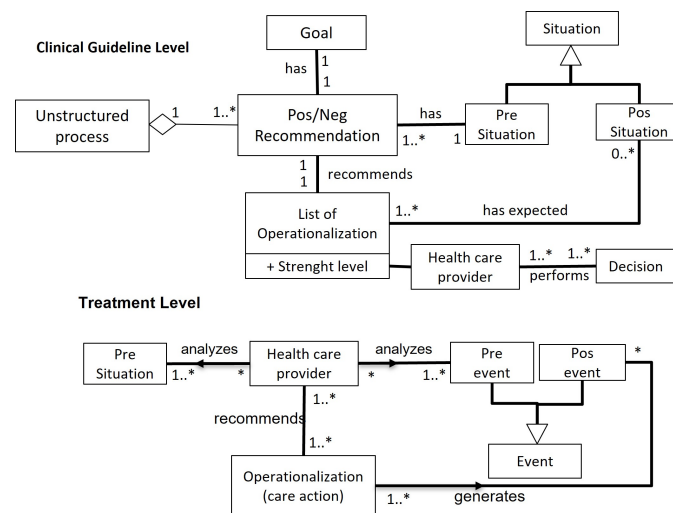 Clinical Guideline Level
Goal
Situation
1
has
1
Unstructured
process
1
1..*
Pos/Neg
Recommendation
has
1..*
1
Pre
Situation
Pos
Situation
0..*
1
1
recommends
List of
Operationalization
1..*
has expected
+ Strenght level
Health care
provider
1..*
1..*
performs
Decision
Treatment Level
Pre
Situation
analyzes
1..*
*
Health care
provider
analyzes
*
1..*
Pre
event
Pos
event
*
1..*
recommends
1..*
Event
Operationalization
(care action)
1..*
generates